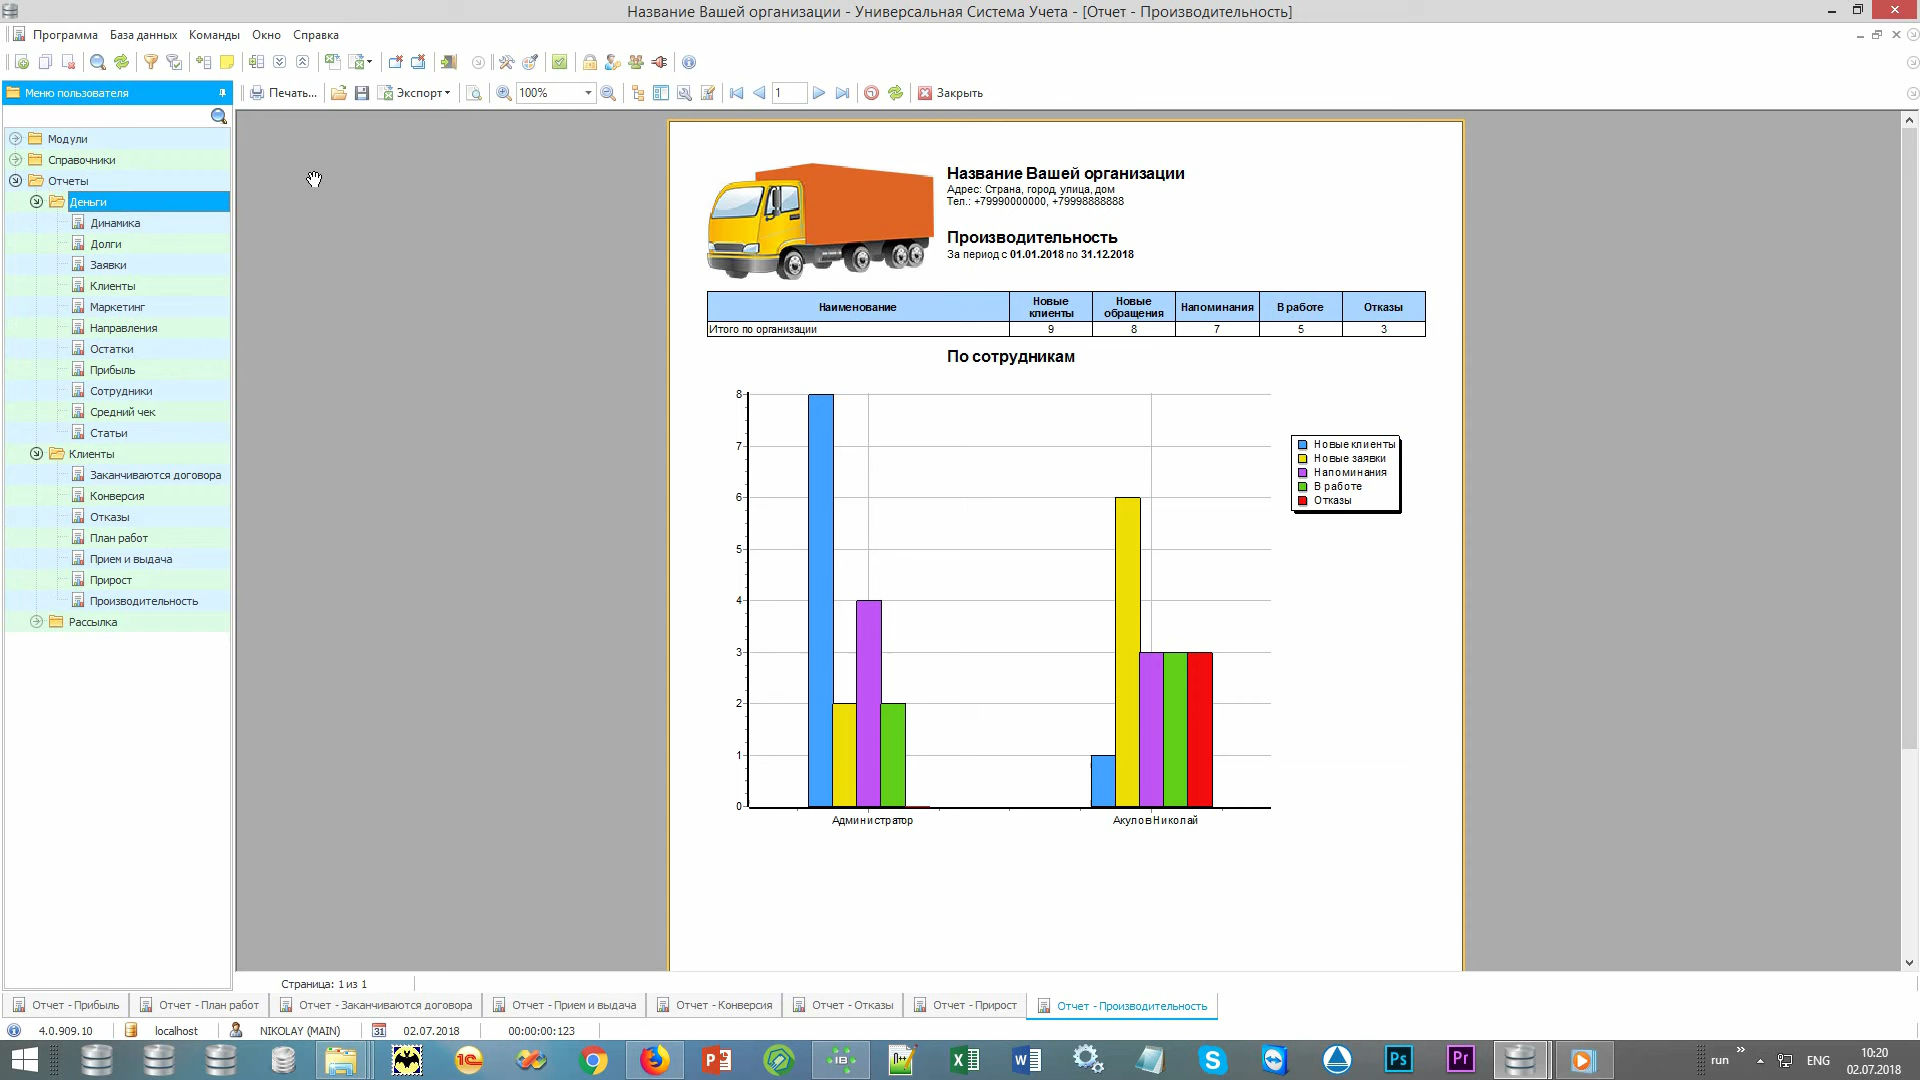 Название Вашей организации - Универсальная Система Учета - [Отчет - Производительность]
Программа База данных Команды Окно Справка
Меню пользователя
Печать... Экспорт 100% 1 Закрыть
Модули
Справочники
Отчеты
Деньги
Динамика
Долги
Заявки
Клиенты
Маркетинг
Направления
Остатки
Прибыль
Сотрудники
Средний чек
Статьи
Клиенты
Заканчиваются договора
Конверсия
Отказы
План работ
Прием и выдача
Прирост
Производительность
Рассылка
Название Вашей организации
Адрес: Страна, город, улица, дом
Тел.: +79990000000, +79998888888
Производительность
За период с 01.01.2018 по 31.12.2018
Наименование Новые клиенты Новые обращения Напоминания В работе Отказы
Итого по организации 9 8 7 5 3
По сотрудникам
8
7
6
5
4
3
2
1
0
Администратор Акулов Николай
Новые клиенты
Новые заявки
Напоминания
В работе
Отказы
Страница: 1 из 1
Отчет - Прибыль Отчет - План работ Отчет - Заканчиваются договора Отчет - Прием и выдача Отчет - Конверсия Отчет - Отказы Отчет - Прирост Отчет - Производительность
4.0.909.10 localhost NIKOLAY (MAIN) 31 02.07.2018 00:00:00:123
run ENG 10:20
02.07.2018